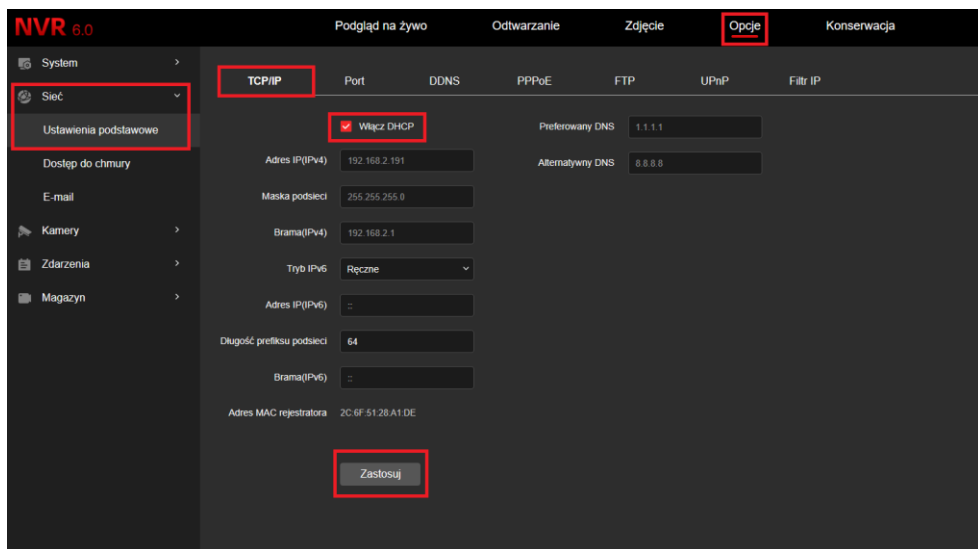 NVR 6.0
Podgląd na żywo
Odtwarzanie
Zdjęcie
Opcje
Konserwacja
System
Sieć
Ustawienia podstawowe
Dostęp do chmury
E-mail
Kamery
Zdarzenia
Magazyn
TCP/IP
Port
DDNS
PPPoE
FTP
UPnP
Filtr IP
Włącz DHCP
Adres IP(IPv4) 192.168.2.191
Maska podsieci 255.255.255.0
Brama(IPv4) 192.168.2.1
Tryb IPv6 Ręczne
Adres IP(IPv6) ::
Długość prefiksu podsieci 64
Brama(IPv6) ::
Adres MAC rejestratora 2C:6F:51:28:A1:DE
Preferowany DNS 1.1.1.1
Alternatywny DNS 8.8.8.8
Zastosuj